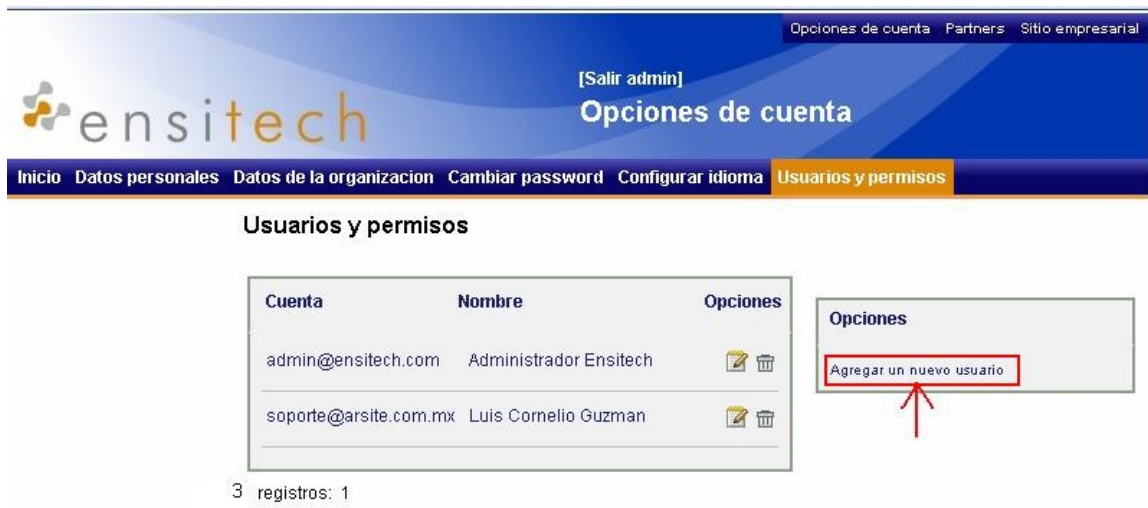 Opciones de cuenta Partners Sitio empresarial
[Salir admin]
Opciones de cuenta
ensitech
Inicio Datos personales Datos de la organizacion Cambiar password Configurar idioma Usuarios y permisos
Usuarios y permisos
Cuenta Nombre Opciones
admin@ensitech.com Administrador Ensitech
soporte@arsite.com.mx Luis Cornelio Guzman
Opciones
Agregar un nuevo usuario
3 registros: 1